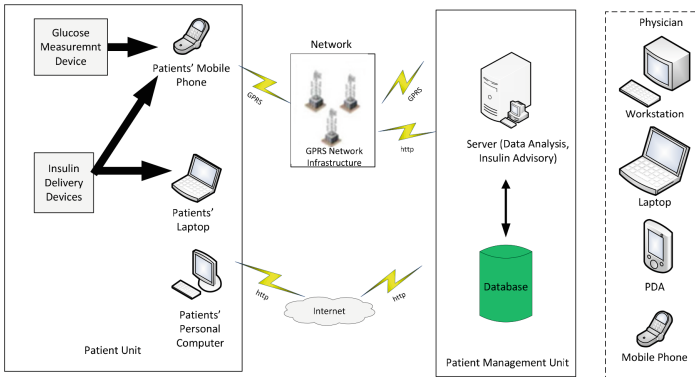 Glucose
Measuremnt
Device
Patients' Mobile
Phone
Insulin
Delivery
Devices
Patients'
Laptop
Patients'
Personal
Computer
Patient Unit
GPRS
Network
GPRS Network
Infrastructure
GPRS
http
http
Internet
http
Server (Data Analysis,
Insulin Advisory)
Database
Patient Management Unit
Physician
Workstation
Laptop
PDA
Mobile Phone